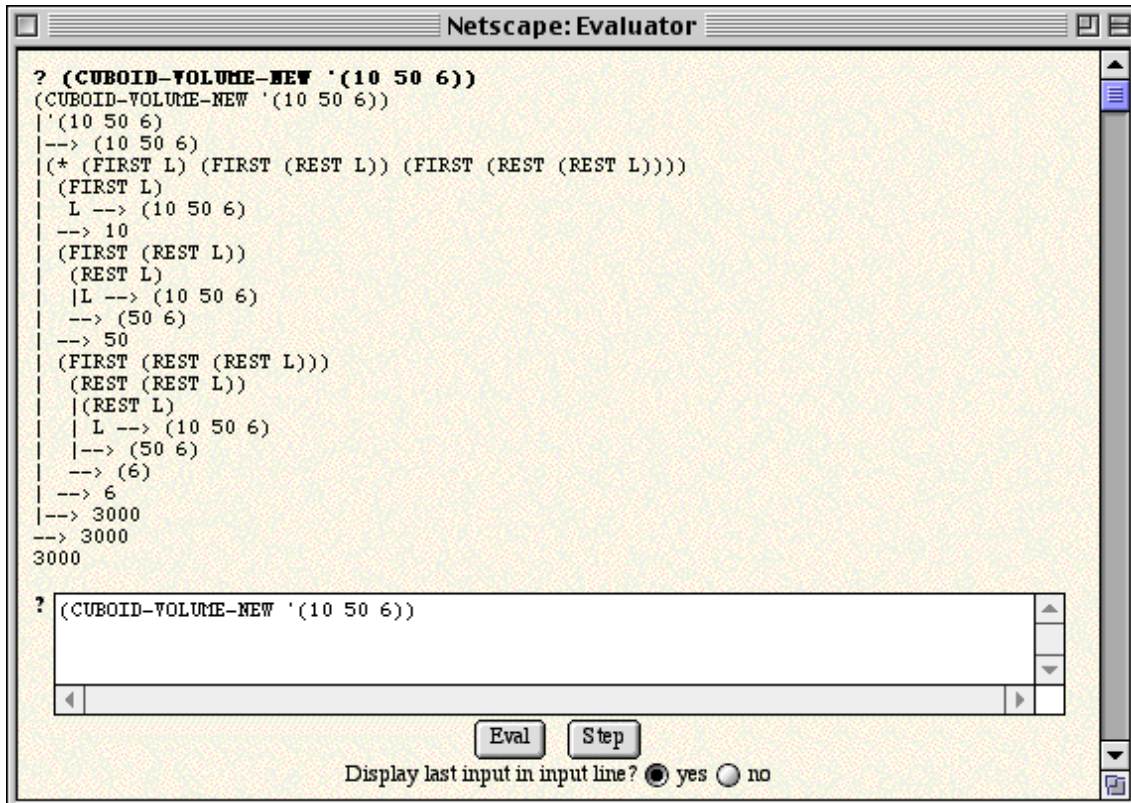 Netscape: Evaluator
? (CUBOID-VOLUME-NEW '(10 50 6))
(CUBOID-VOLUME-NEW '(10 50 6))
|'(10 50 6)
|--> (10 50 6)
|(* (FIRST L) (FIRST (REST L)) (FIRST (REST (REST L))))
| (FIRST L)
|  L --> (10 50 6)
| --> 10
| (FIRST (REST L))
|  (REST L)
|  |L --> (10 50 6)
|  --> (50 6)
| --> 50
| (FIRST (REST (REST L)))
|  (REST (REST L))
|  |(REST L)
|  | L --> (10 50 6)
|  |--> (50 6)
|  --> (6)
| --> 6
|--> 3000
--> 3000
3000
? (CUBOID-VOLUME-NEW '(10 50 6))
Eval Step
Display last input in input line? yes no